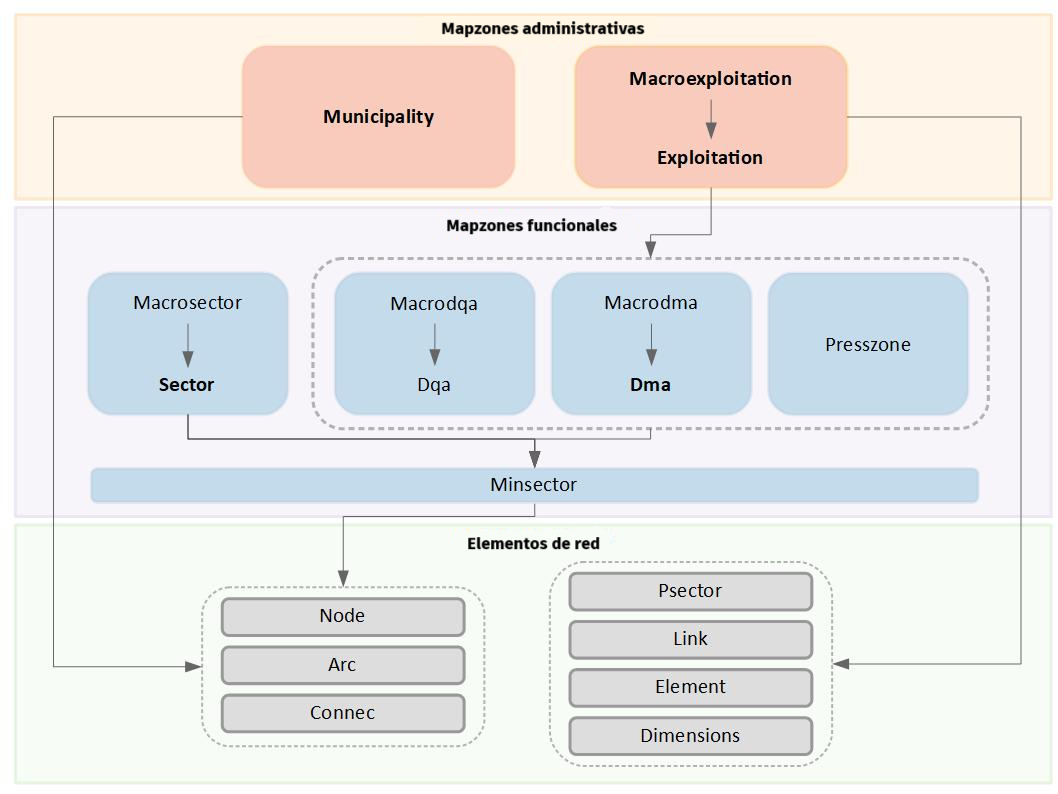 Mapzones administrativas
Municipality
Macroexploitation
Exploitation
Mapzones funcionales
Macrosector
Sector
Macrodqa
Dqa
Macrodma
Dma
Presszone
Minsector
Elementos de red
Node
Arc
Connec
Psector
Link
Element
Dimensions